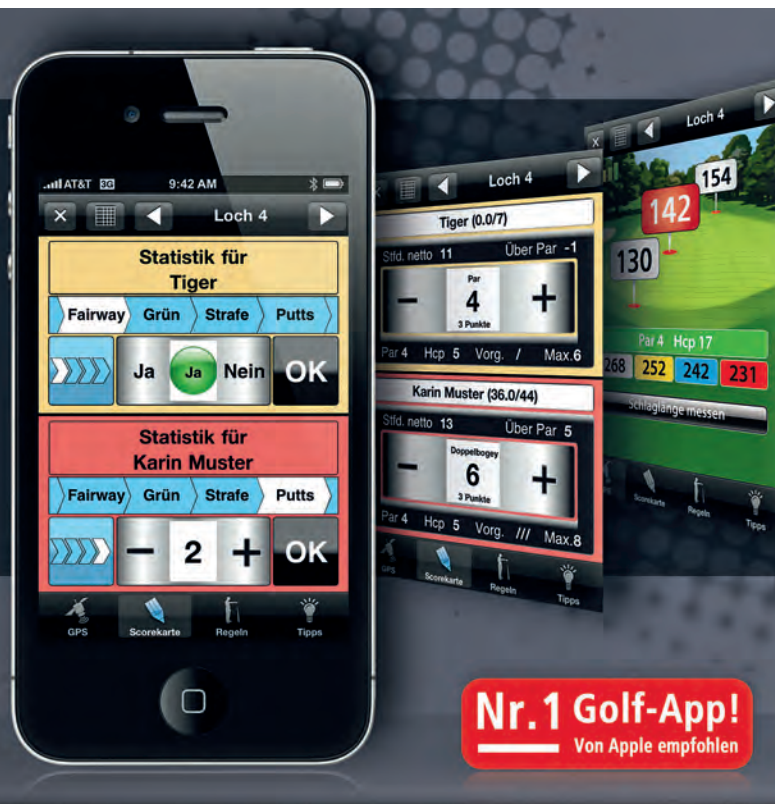 AT&T 3G 9:42 AM
Loch 4
Statistik für
Tiger
Fairway Grün Strafe Putts
Ja Ja Nein OK
Statistik für
Karin Muster
Fairway Grün Strafe Putts
2 OK
GPS Scorekarte Regeln Tipps
Loch 4
Tiger (0.0/7)
Stfd. netto 11 Über Par -1
Par
− 4 +
3 Punkte
Par 4 Hcp 5 Vorg. / Max.6
Karin Muster (36.0/44)
Stfd. netto 13 Über Par 5
Doppelbogey
− 6 +
3 Punkte
Par 4 Hcp 5 Vorg. /// Max.8
GPS Scorekarte Regeln Tipps
Loch 4
154
142
130
Par 4 Hcp 17
268 252 242 231
Schlaglänge messen
Scorekarte Regeln Tipps
Nr.1 Golf-App!
Von Apple empfohlen